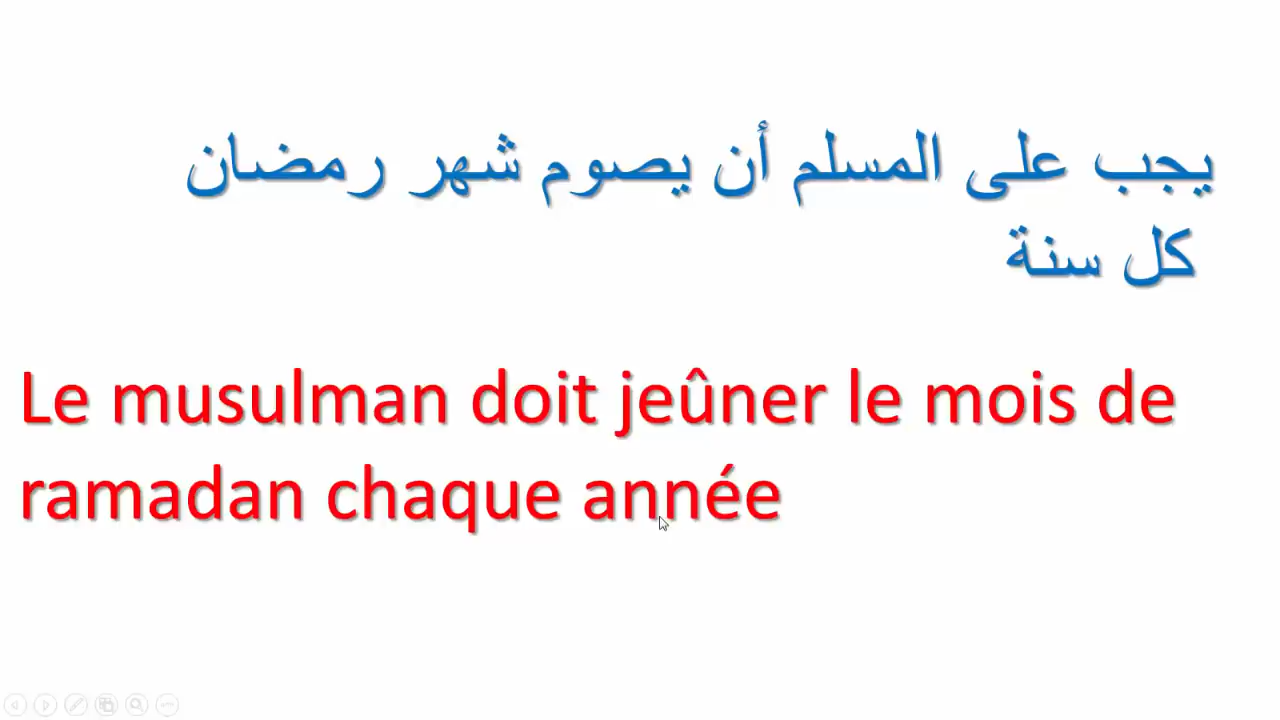 يجب على المسلم أن يصوم شهر رمضان
كل سنة
Le musulman doit jeûner le mois de
ramadan chaque année